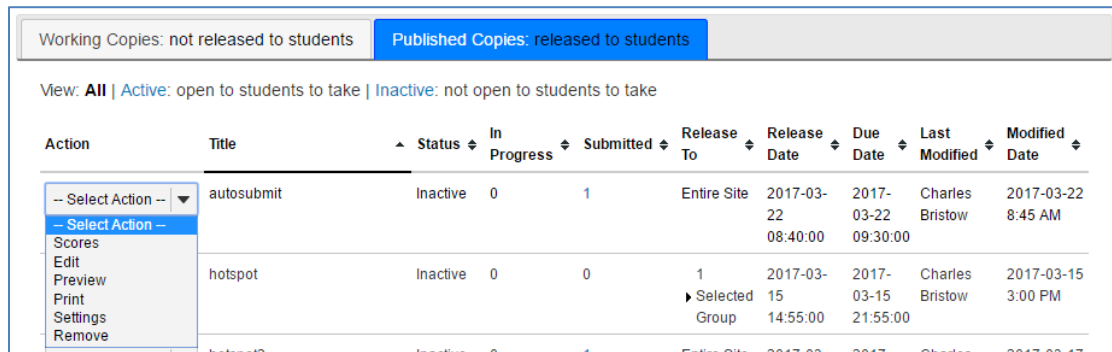 Working Copies: not released to students
Published Copies: released to students
View: All | Active: open to students to take | Inactive: not open to students to take
Action Title Status In Progress Submitted Release To Release Date Due Date Last Modified Modified Date
-- Select Action --
autosubmit Inactive 0 1 Entire Site 2017-03-22 08:40:00 2017-03-22 09:30:00 Charles Bristow 2017-03-22 8:45 AM
-- Select Action --
Scores
Edit
Preview
Print
Settings
Remove
hotspot Inactive 0 0 1 Selected Group 2017-03-15 14:55:00 2017-03-15 21:55:00 Charles Bristow 2017-03-15 3:00 PM